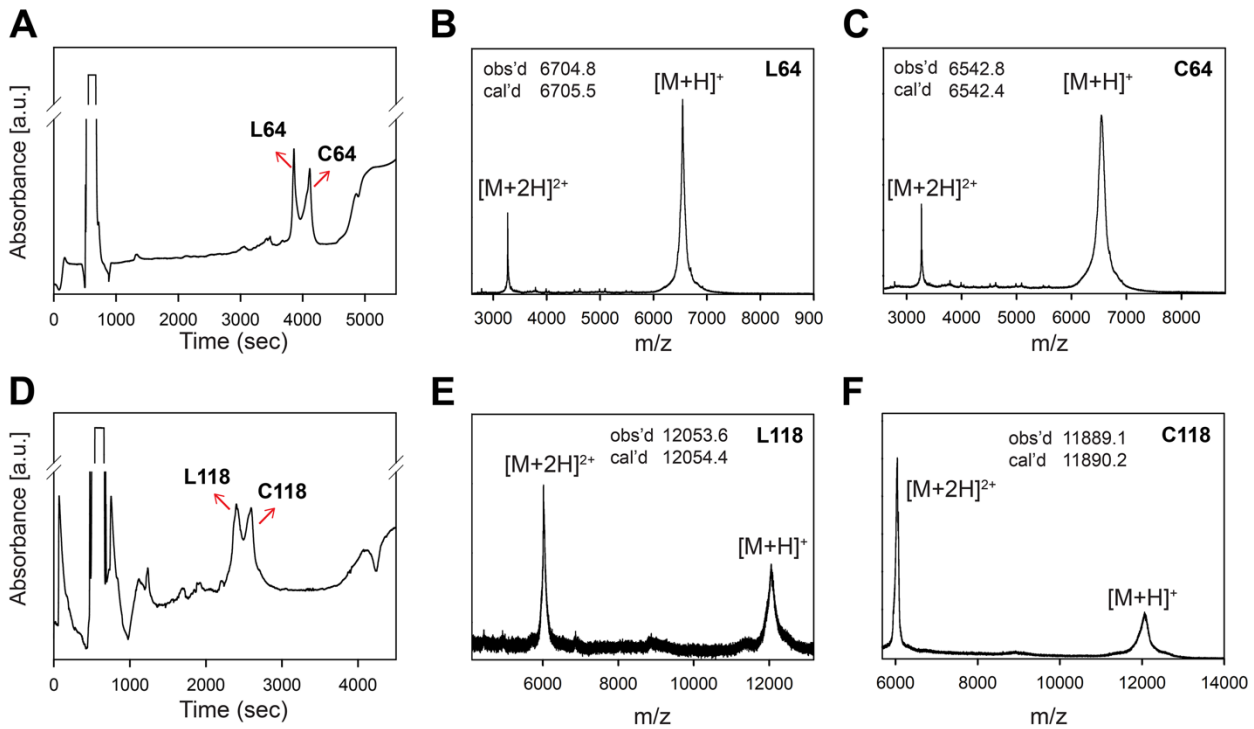 A
Absorbance [a.u.]
L64
C64
0 1000 2000 3000 4000 5000
Time (sec)
B
obs'd 6704.8
cal'd 6705.5
L64
[M+H]⁺
[M+2H]²⁺
3000 4000 5000 6000 7000 8000 900
m/z
C
obs'd 6542.8
cal'd 6542.4
C64
[M+H]⁺
[M+2H]²⁺
3000 4000 5000 6000 7000 8000
m/z
D
Absorbance [a.u.]
L118
C118
0 1000 2000 3000 4000
Time (sec)
E
obs'd 12053.6
cal'd 12054.4
L118
[M+2H]²⁺
[M+H]⁺
6000 8000 10000 12000
m/z
F
obs'd 11889.1
cal'd 11890.2
C118
[M+2H]²⁺
[M+H]⁺
6000 8000 10000 12000 14000
m/z